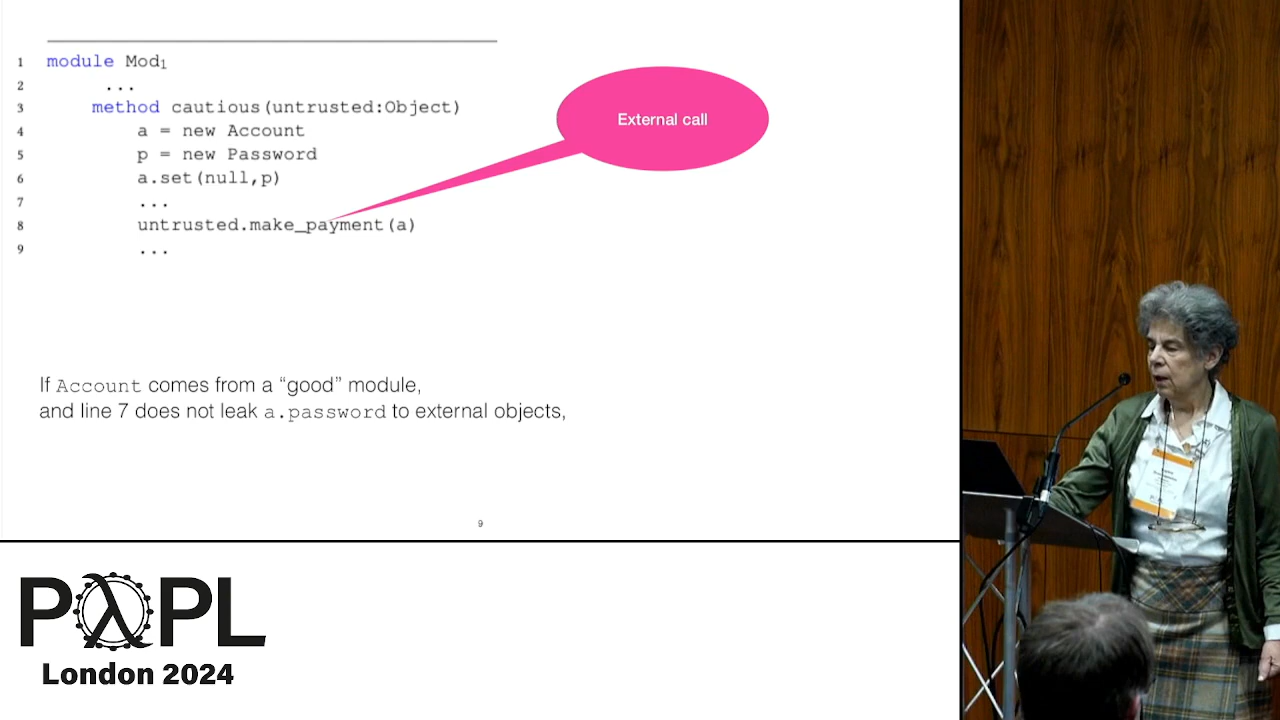 1 module Mod1
2 ...
3 method cautious(untrusted:Object)
4 a = new Account
5 p = new Password
6 a.set(null,p)
7 ...
8 untrusted.make_payment(a)
9 ...
External call
If Account comes from a “good” module,
and line 7 does not leak a.password to external objects,
9
PλPL
London 2024